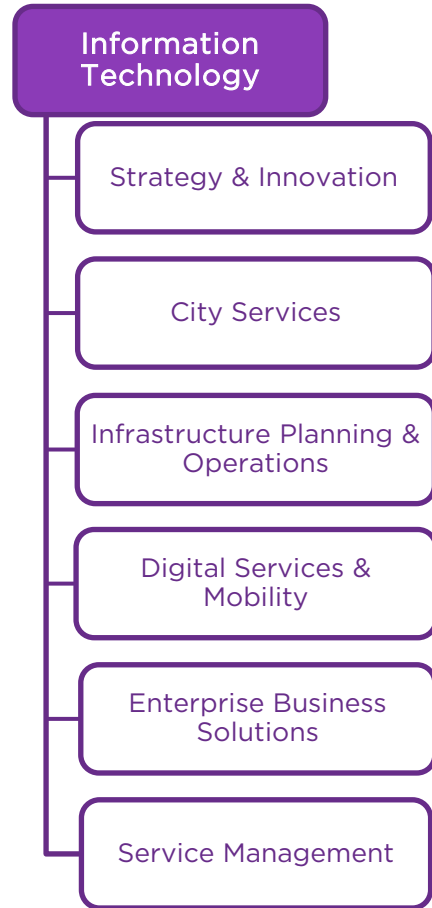 Information
Technology
Strategy & Innovation
City Services
Infrastructure Planning &
Operations
Digital Services &
Mobility
Enterprise Business
Solutions
Service Management